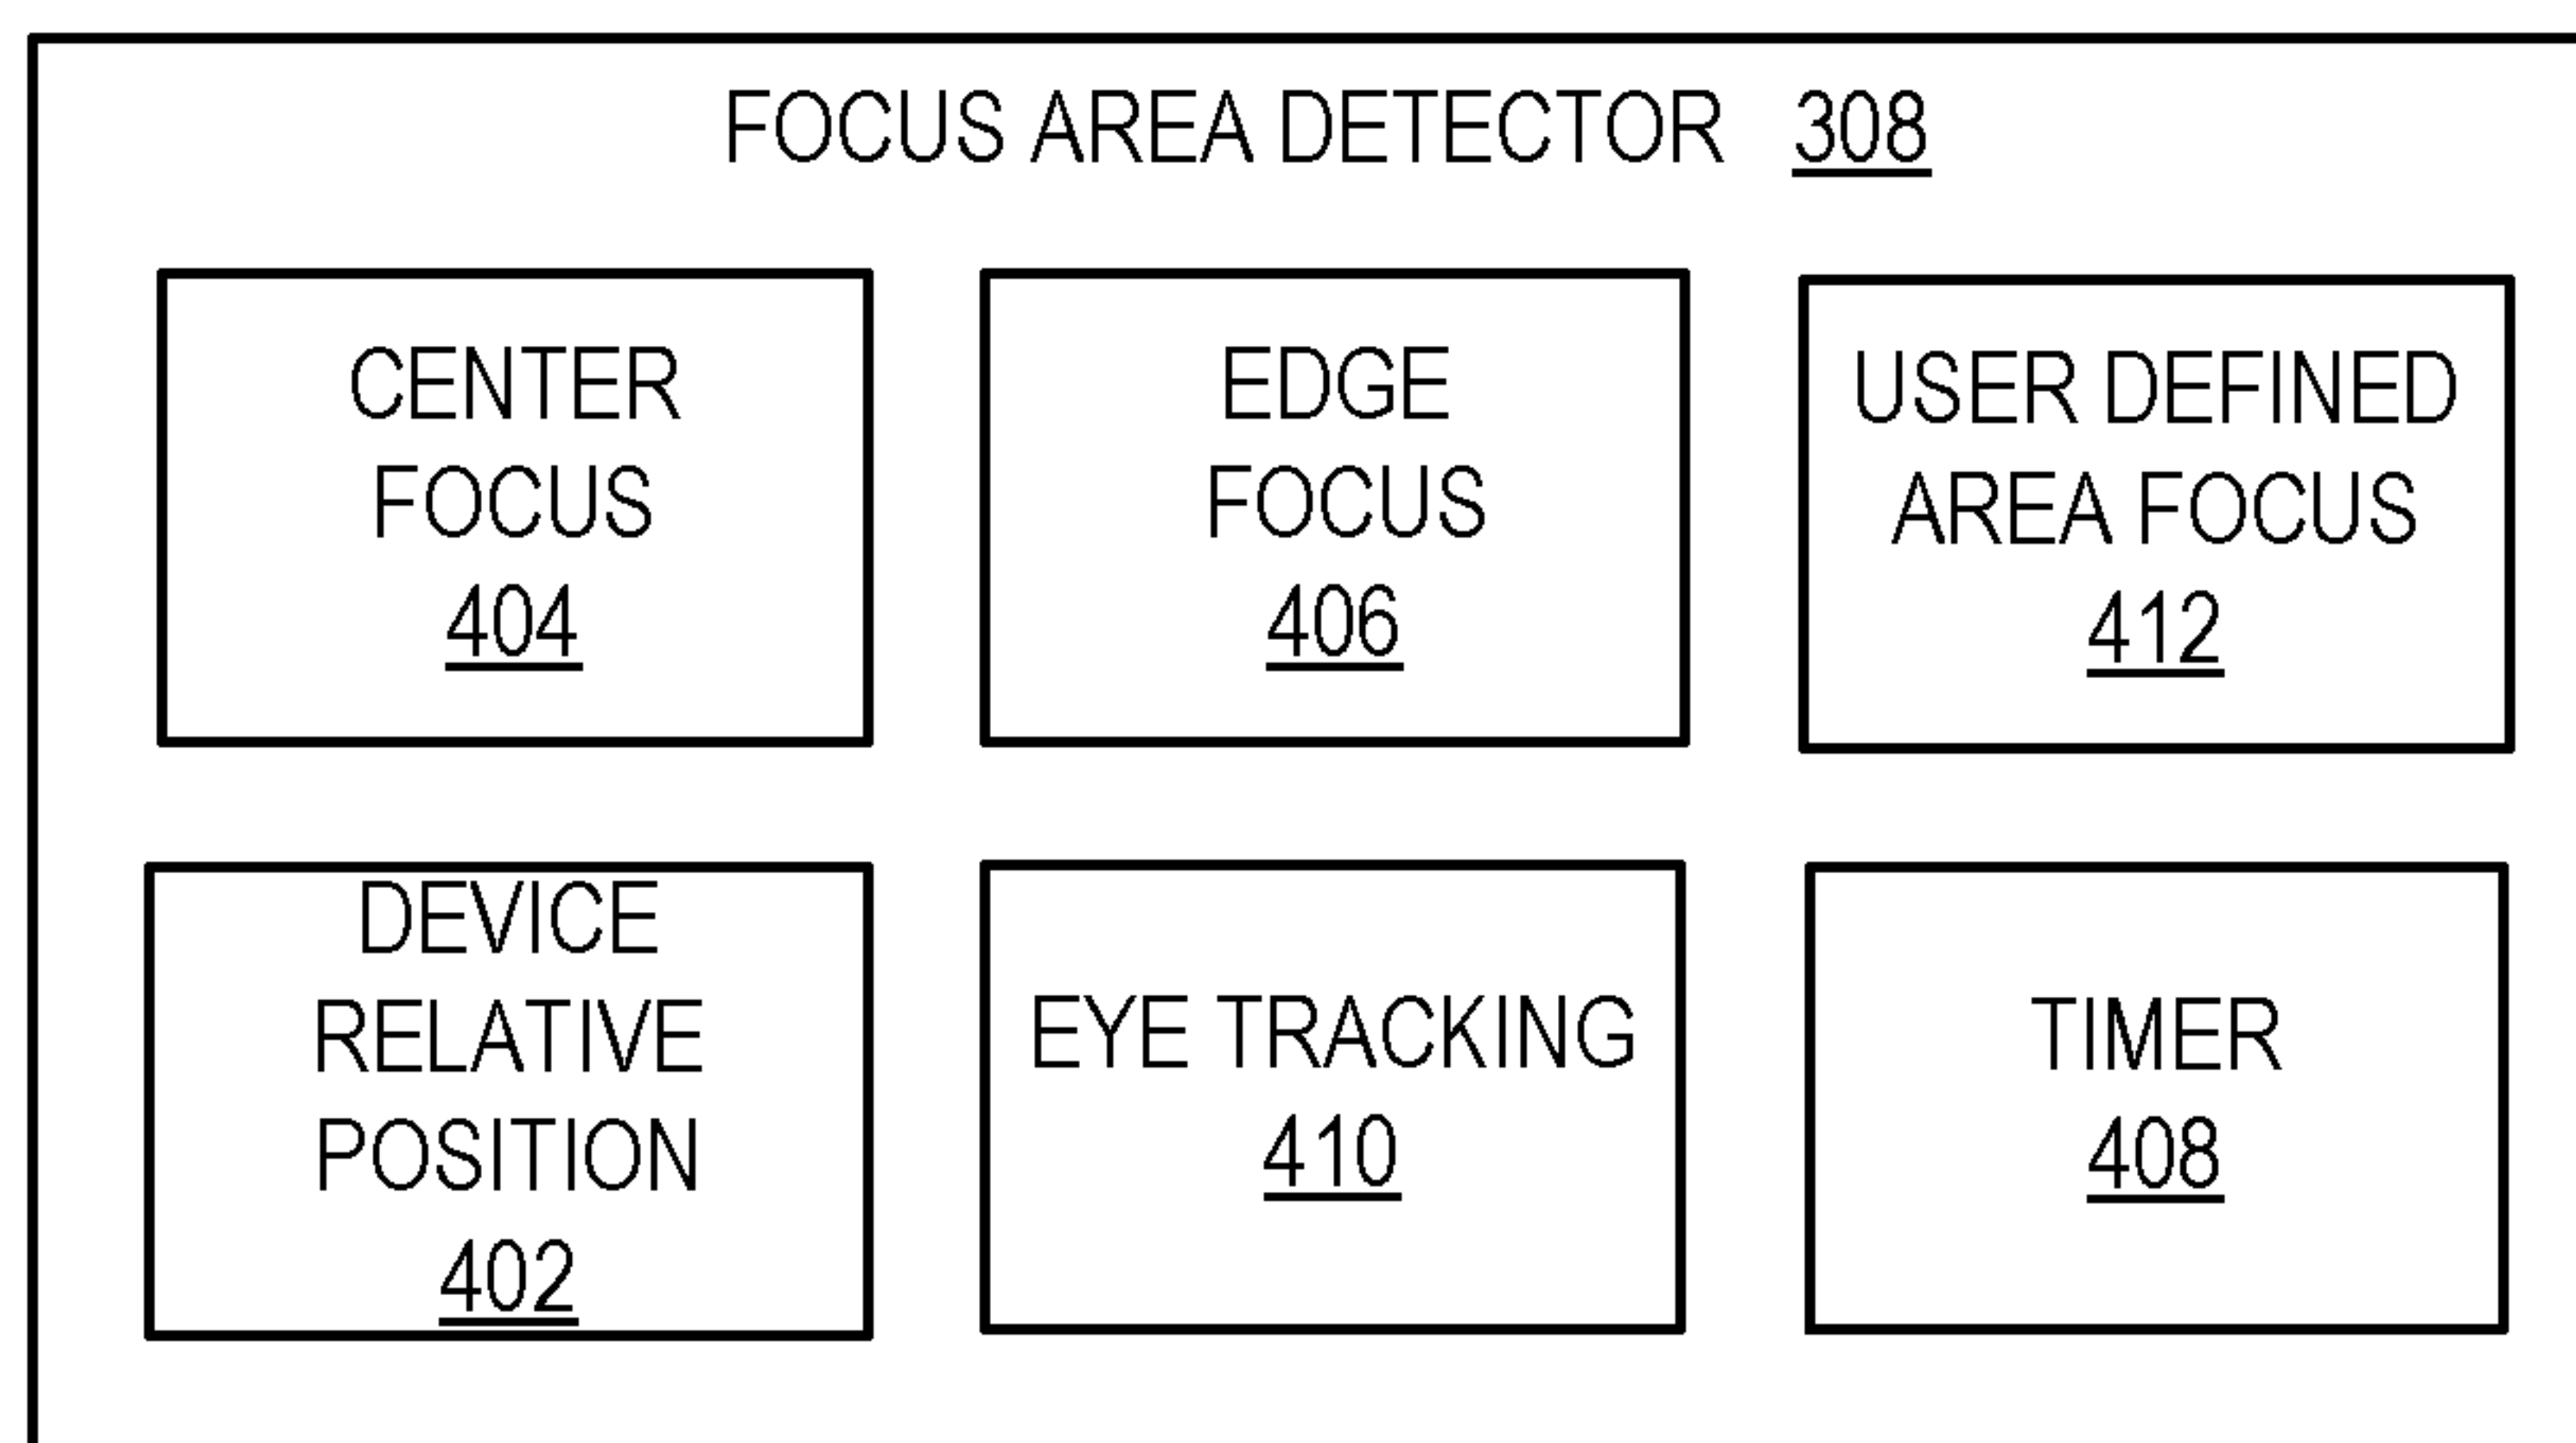 FOCUS AREA DETECTOR 308
CENTER
FOCUS
404
EDGE
FOCUS
406
USER DEFINED
AREA FOCUS
412
DEVICE
RELATIVE
POSITION
402
EYE TRACKING
410
TIMER
408